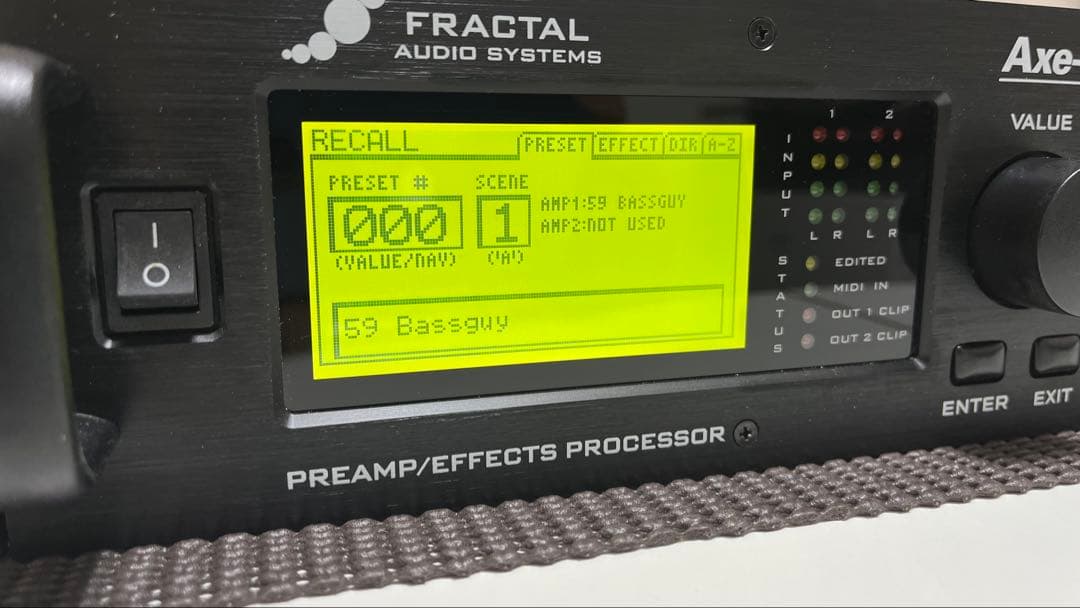 FRACTAL
AUDIO SYSTEMS
Axe-
RECALL
PRESET EFFECT DIR A-Z
PRESET # SCENE
000 1
AMP1:59 BASSGUY
AMP2:NOT USED
(VALUE/NAV) ('A')
59 Bassguy
1 2
INPUT
L R L R
STATUS
EDITED
MIDI IN
OUT 1 CLIP
OUT 2 CLIP
VALUE
ENTER EXIT
PREAMP/EFFECTS PROCESSOR
I
O